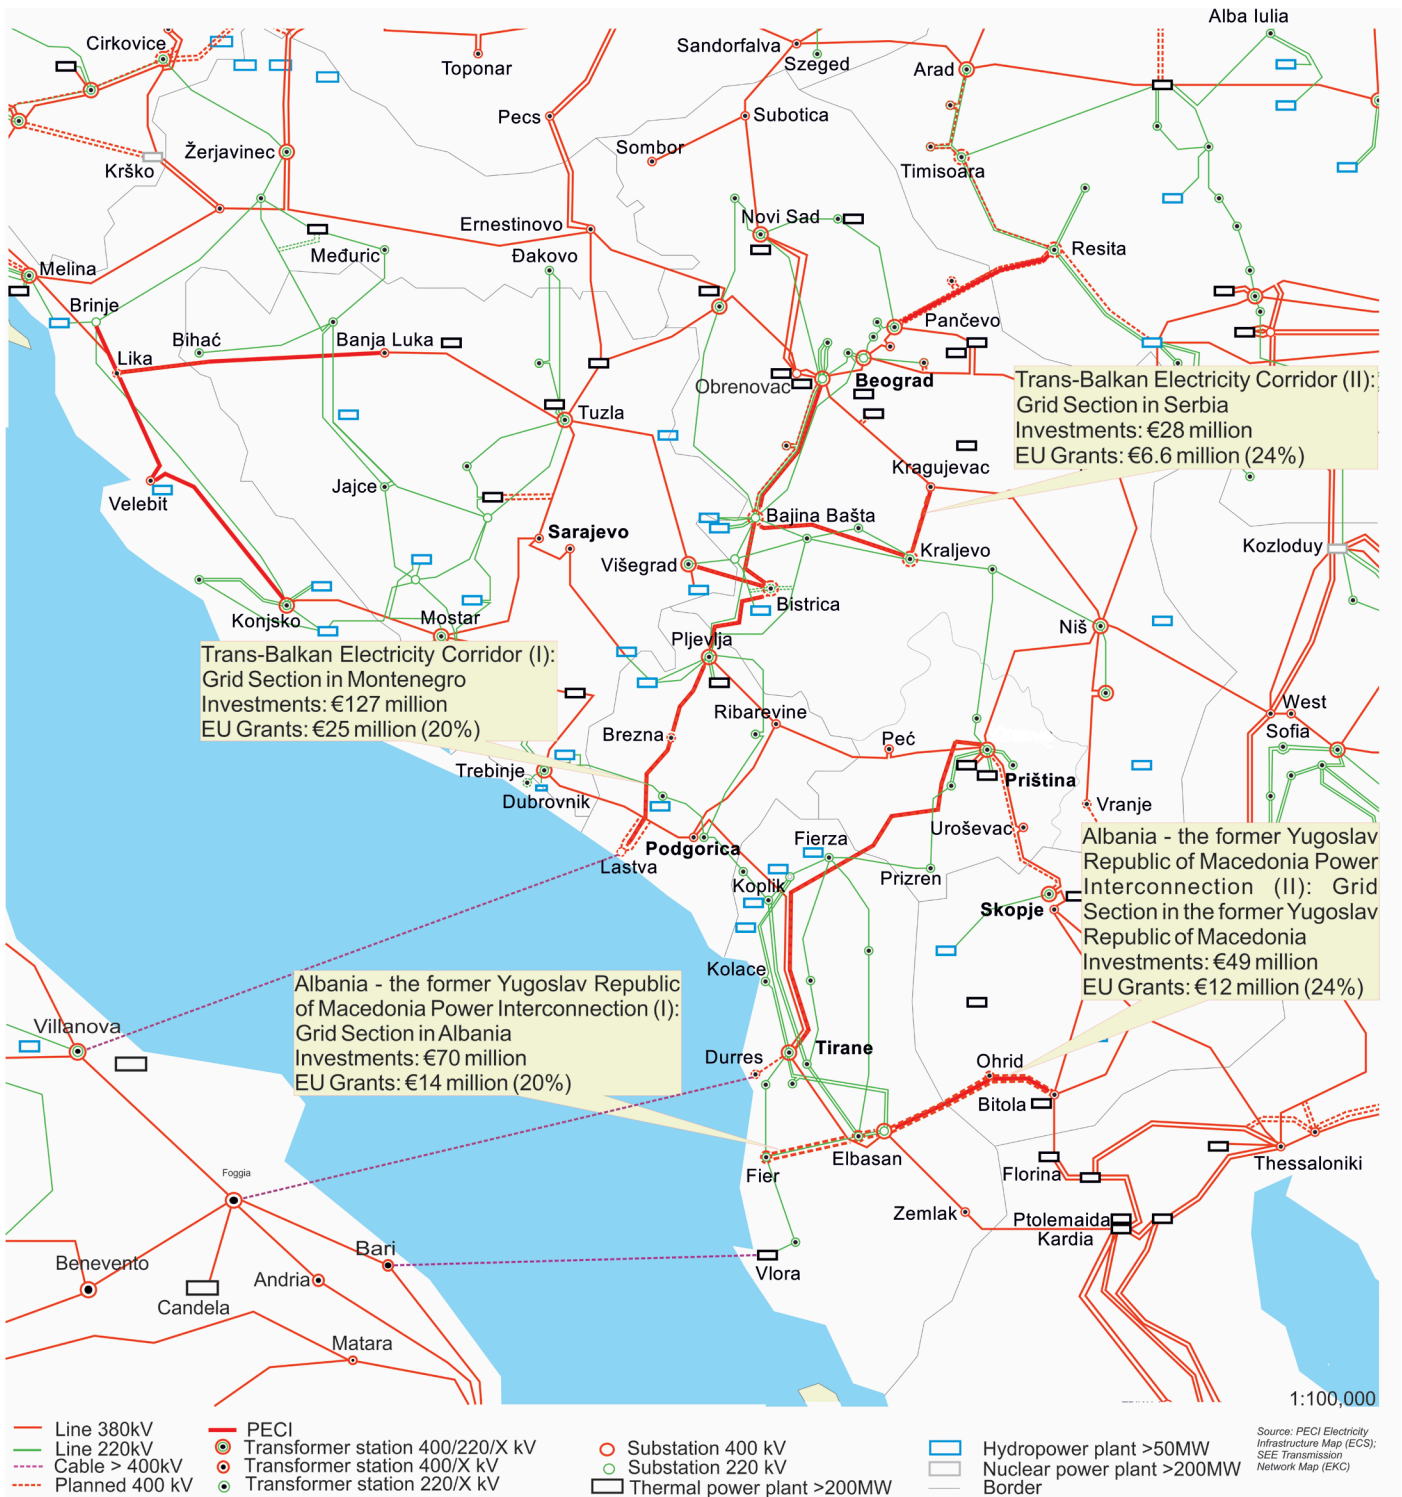 Alba Iulia
Cirkovice
Sandorfalva
Szeged
Toponar
Arad
Pecs
Subotica
Sombor
Žerjavinec
Krško
Timisoara
Novi Sad
Ernestinovo
Međuric
Đakovo
Resita
Melina
Brinje
Pančevo
Bihać
Banja Luka
Lika
Obrenovac
Beograd
Trans-Balkan Electricity Corridor (II):
Grid Section in Serbia
Investments: €28 million
EU Grants: €6.6 million (24%)
Tuzla
Kragujevac
Jajce
Velebit
Bajina Bašta
Sarajevo
Kraljevo
Kozloduy
Višegrad
Bistrica
Konjsko
Mostar
Niš
Pljevlja
Trans-Balkan Electricity Corridor (I):
Grid Section in Montenegro
Investments: €127 million
EU Grants: €25 million (20%)
Ribarevine
West
Sofia
Brezna
Peć
Trebinje
Priština
Dubrovnik
Vranje
Uroševac
Podgorica
Fierza
Lastva
Prizren
Koplik
Skopje
Albania - the former Yugoslav
Republic of Macedonia Power
Interconnection (II): Grid
Section in the former Yugoslav
Republic of Macedonia
Investments: €49 million
EU Grants: €12 million (24%)
Kolace
Albania - the former Yugoslav Republic
of Macedonia Power Interconnection (I):
Grid Section in Albania
Investments: €70 million
EU Grants: €14 million (20%)
Villanova
Durres
Tirane
Ohrid
Bitola
Elbasan
Fier
Florina
Thessaloniki
Foggia
Zemlak
Ptolemaida
Kardia
Benevento
Bari
Andria
Vlora
Candela
Matara
1:100,000
Line 380kV
Line 220kV
Cable > 400kV
Planned 400 kV
PECI
Transformer station 400/220/X kV
Transformer station 400/X kV
Transformer station 220/X kV
Substation 400 kV
Substation 220 kV
Thermal power plant >200MW
Hydropower plant >50MW
Nuclear power plant >200MW
Border
Source: PECI Electricity
Infrastructure Map (ECS);
SEE Transmission
Network Map (EKC)